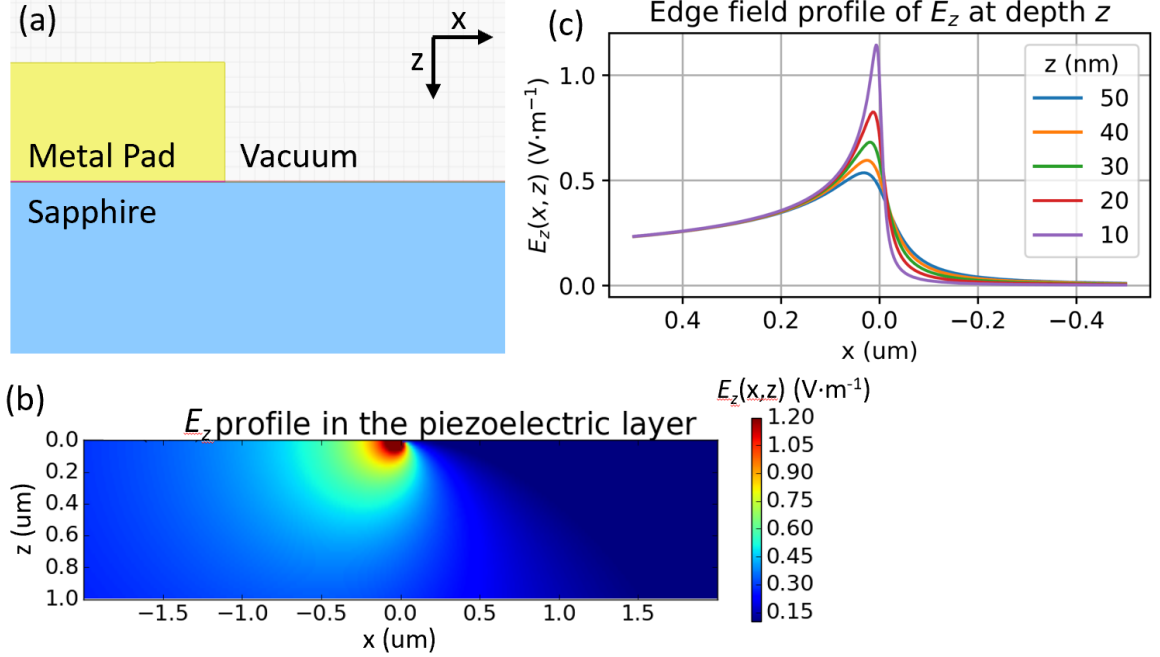 (a)
x
z
Metal Pad
Vacuum
Sapphire
(c)
Edge field profile of E_z at depth z
E_z(x, z) (V·m⁻¹)
1.0
0.5
0.0
z (nm)
50
40
30
20
10
0.4
0.2
0.0
−0.2
−0.4
x (um)
(b)
E_z profile in the piezoelectric layer
E_z(x,z) (V·m⁻¹)
z (um)
0.0
0.2
0.4
0.6
0.8
1.0
−1.5
−1.0
−0.5
0.0
0.5
1.0
1.5
x (um)
1.20
1.05
0.90
0.75
0.60
0.45
0.30
0.15